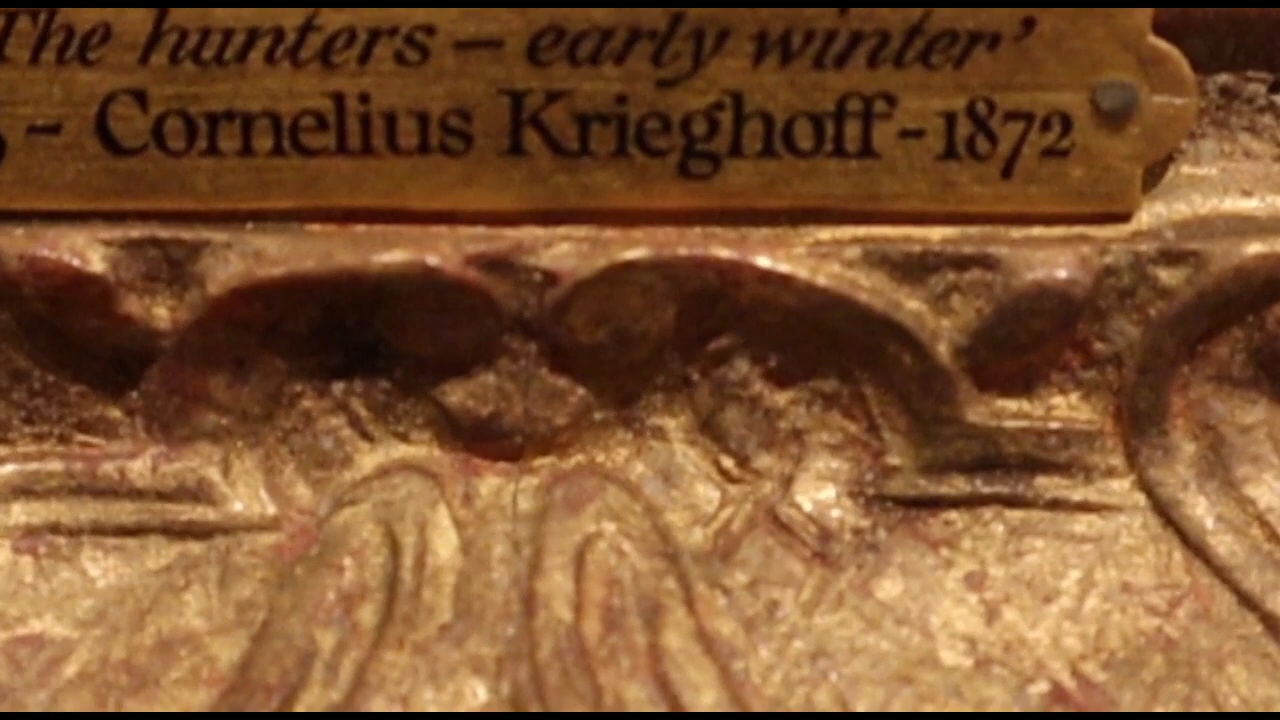 The hunters – early winter’
- Cornelius Krieghoff - 1872